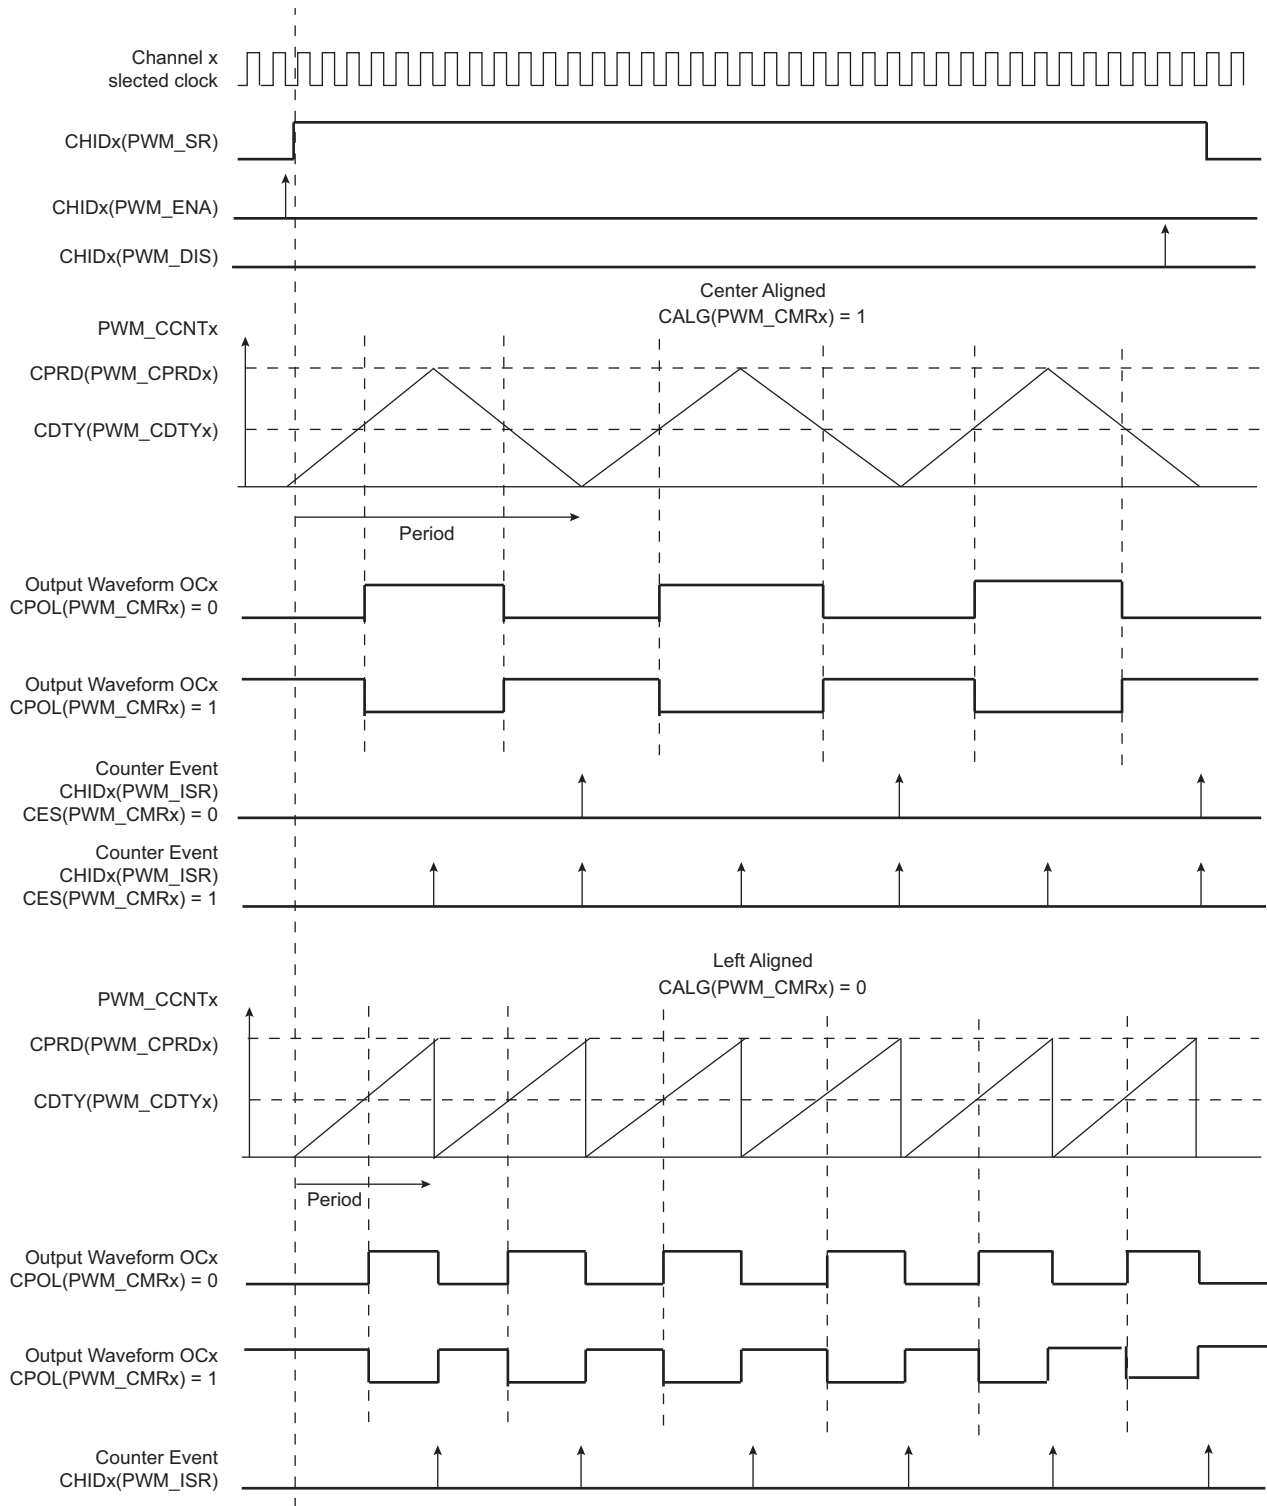 Channel x
slected clock
CHIDx(PWM_SR)
CHIDx(PWM_ENA)
CHIDx(PWM_DIS)
Center Aligned
CALG(PWM_CMRx) = 1
PWM_CCNTx
CPRD(PWM_CPRDx)
CDTY(PWM_CDTYx)
Period
Output Waveform OCx
CPOL(PWM_CMRx) = 0
Output Waveform OCx
CPOL(PWM_CMRx) = 1
Counter Event
CHIDx(PWM_ISR)
CES(PWM_CMRx) = 0
Counter Event
CHIDx(PWM_ISR)
CES(PWM_CMRx) = 1
Left Aligned
CALG(PWM_CMRx) = 0
PWM_CCNTx
CPRD(PWM_CPRDx)
CDTY(PWM_CDTYx)
Period
Output Waveform OCx
CPOL(PWM_CMRx) = 0
Output Waveform OCx
CPOL(PWM_CMRx) = 1
Counter Event
CHIDx(PWM_ISR)